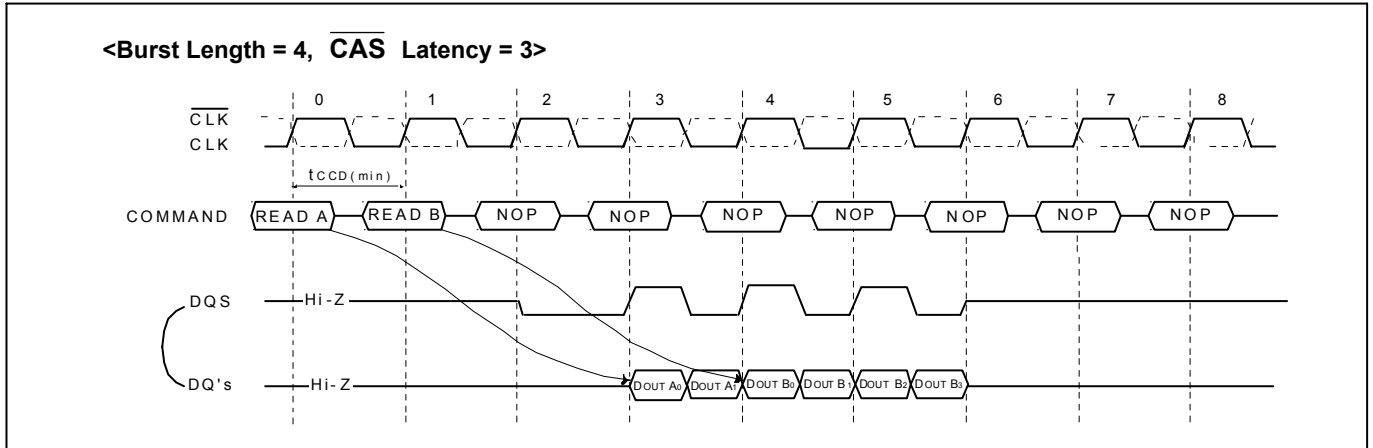 <Burst Length = 4, CAS Latency = 3>
0 1 2 3 4 5 6 7 8
CLK
CLK
tCCD(min)
COMMAND READ A READ B NOP NOP NOP NOP NOP NOP NOP
DQS Hi-Z
DQ's Hi-Z DOUT A0 DOUT A1 DOUT B0 DOUT B1 DOUT B2 DOUT B3